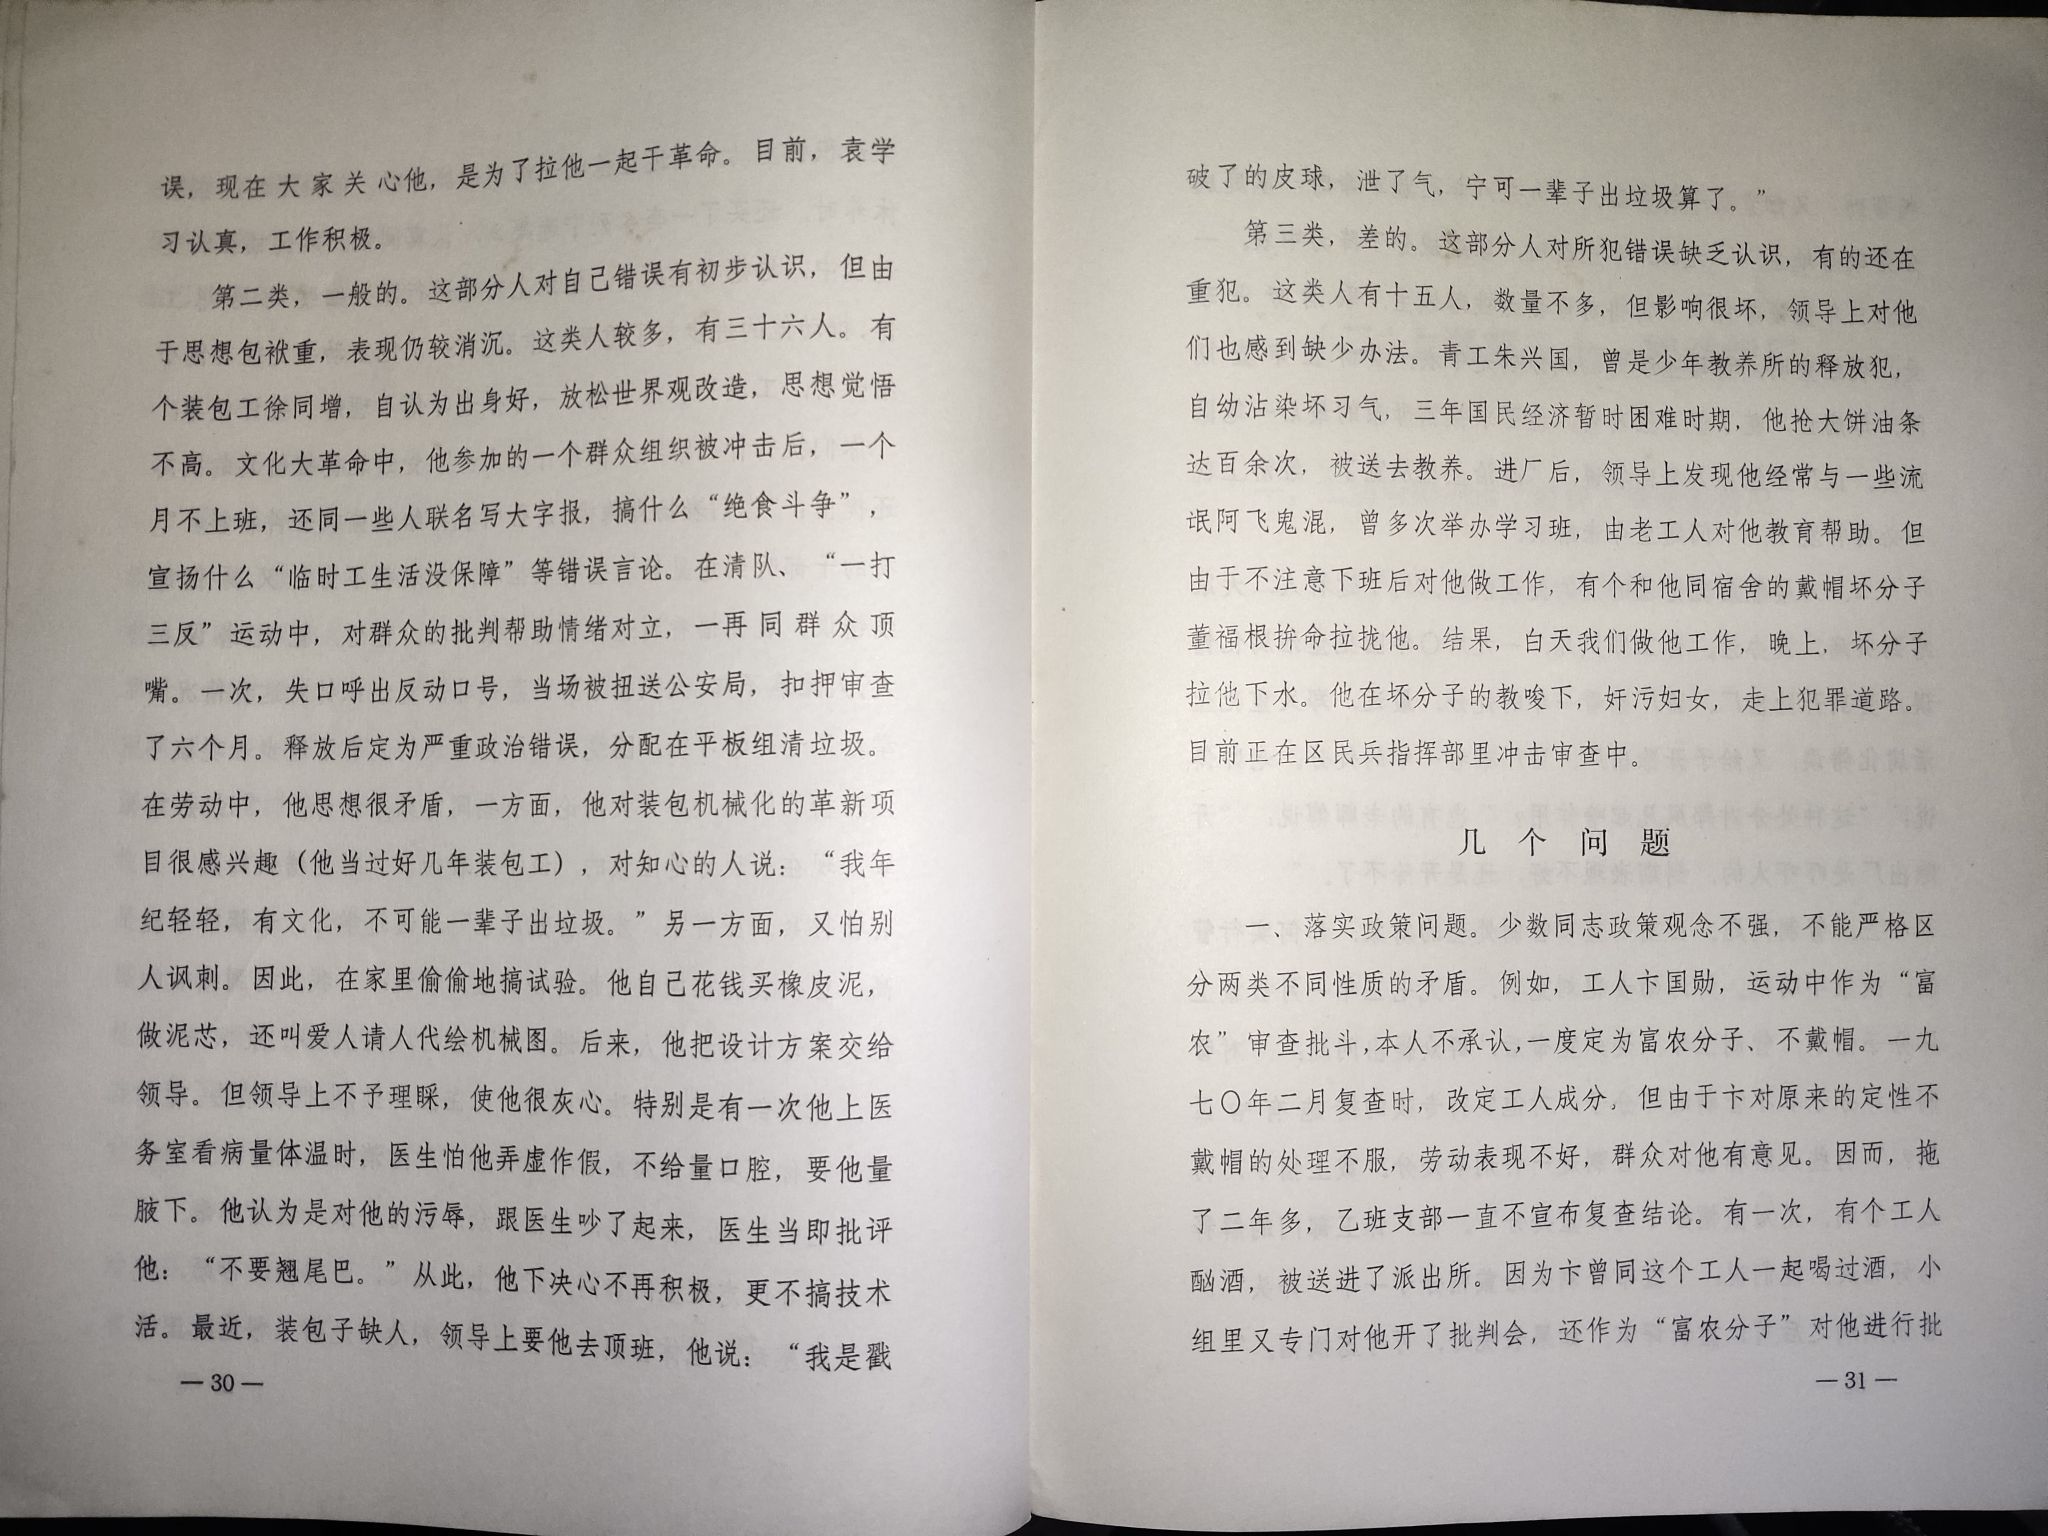 误，现在大家关心他，是为了拉他一起干革命。目前，袁学
习认真，工作积极。
第二类，一般的。这部分人对自己错误有初步认识，但由
于思想包袱重，表现仍较消沉。这类人较多，有三十六人。有
个装包工徐同增，自认为出身好，放松世界观改造，思想觉悟
不高。文化大革命中，他参加的一个群众组织被冲击后，一个
月不上班，还同一些人联名写大字报，搞什么“绝食斗争”，
宣扬什么“临时工生活没保障”等错误言论。在清队、“一打
三反”运动中，对群众的批判帮助情绪对立，一再同群众顶
嘴。一次，失口呼出反动口号，当场被扭送公安局，扣押审查
了六个月。释放后定为严重政治错误，分配在平板组清垃圾。
在劳动中，他思想很矛盾，一方面，他对装包机械化的革新项
目很感兴趣（他当过好几年装包工），对知心的人说：“我年
纪轻轻，有文化，不可能一辈子出垃圾。”另一方面，又怕别
人讽刺。因此，在家里偷偷地搞试验。他自己花钱买橡皮泥，
做泥芯，还叫爱人请人代绘机械图。后来，他把设计方案交给
领导。但领导上不予理睬，使他很灰心。特别是有一次他上医
务室看病量体温时，医生怕他弄虚作假，不给量口腔，要他量
腋下。他认为是对他的污辱，跟医生吵了起来，医生当即批评
他：“不要翘尾巴。”从此，他下决心不再积极，更不搞技术
活。最近，装包子缺人，领导上要他去顶班，他说：“我是戳
— 30 —
破了的皮球，泄了气，宁可一辈子出垃圾算了。”
第三类，差的。这部分人对所犯错误缺乏认识，有的还在
重犯。这类人有十五人，数量不多，但影响很坏，领导上对他
们也感到缺少办法。青工朱兴国，曾是少年教养所的释放犯，
自幼沾染坏习气，三年国民经济暂时困难时期，他抢大饼油条
达百余次，被送去教养。进厂后，领导上发现他经常与一些流
氓阿飞鬼混，曾多次举办学习班，由老工人对他教育帮助。但
由于不注意下班后对他做工作，有个和他同宿舍的戴帽坏分子
董福根拚命拉拢他。结果，白天我们做他工作，晚上，坏分子
拉他下水。他在坏分子的教唆下，奸污妇女，走上犯罪道路。
目前正在区民兵指挥部里冲击审查中。
几个问题
一、落实政策问题。少数同志政策观念不强，不能严格区
分两类不同性质的矛盾。例如，工人卞国勋，运动中作为“富
农”审查批斗，本人不承认，一度定为富农分子、不戴帽。一九
七〇年二月复查时，改定工人成分，但由于卞对原来的定性不
戴帽的处理不服，劳动表现不好，群众对他有意见。因而，拖
了二年多，乙班支部一直不宣布复查结论。有一次，有个工人
酗酒，被送进了派出所。因为卞曾同这个工人一起喝过酒，小
组里又专门对他开了批判会，还作为“富农分子”对他进行批
— 31 —